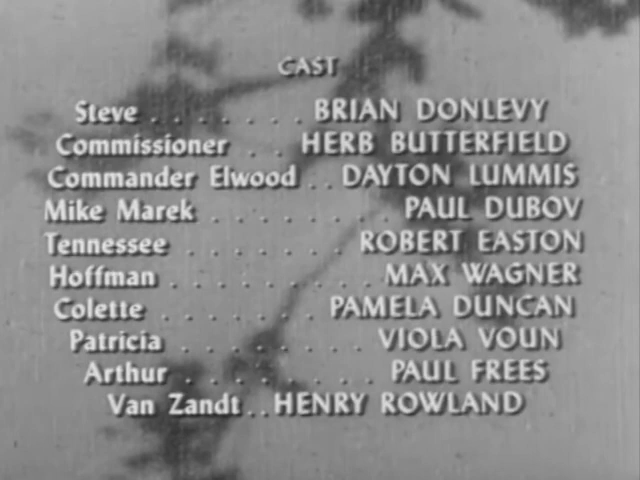 CAST
Steve . . . . . . . BRIAN DONLEVY
Commissioner . . . HERB BUTTERFIELD
Commander Elwood . . DAYTON LUMMIS
Mike Marek . . . . . . . . PAUL DUBOV
Tennessee . . . . . . . ROBERT EASTON
Hoffman . . . . . . . . MAX WAGNER
Colette . . . . . . . PAMELA DUNCAN
Patricia . . . . . . . . VIOLA VOUN
Arthur . . . . . . . . PAUL FREES
Van Zandt . . HENRY ROWLAND